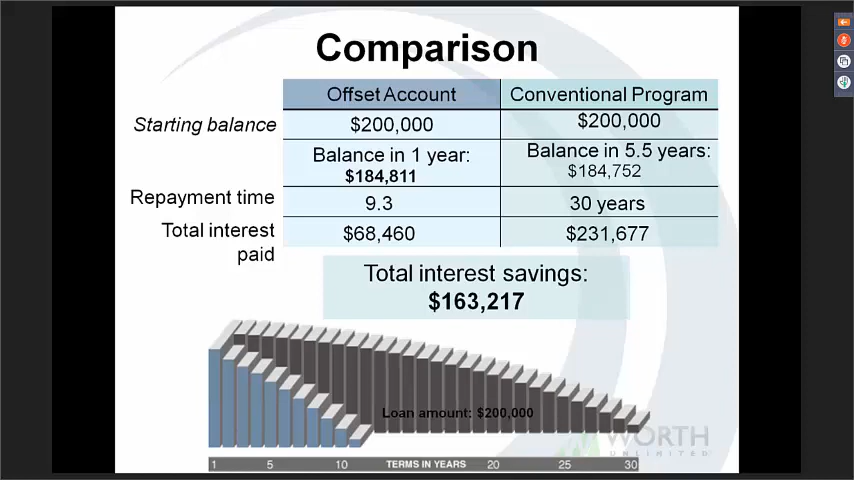 Comparison
Offset Account Conventional Program
Starting balance $200,000 $200,000
Balance in 1 year: Balance in 5.5 years:
$184,811 $184,752
Repayment time 9.3 30 years
Total interest $68,460 $231,677
paid
Total interest savings:
$163,217
Loan amount: $200,000
WORTH
UNLIMITED
1 5 10 TERMS IN YEARS 20 25 30